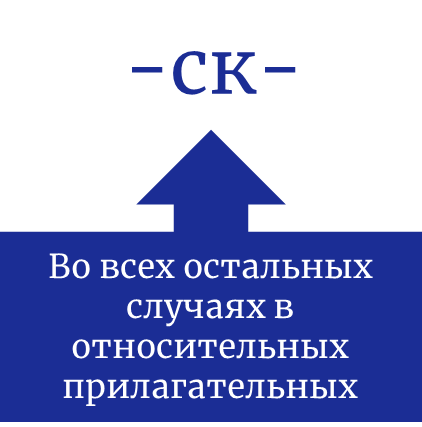 -ск-
Во всех остальных
случаях в
относительных
прилагательных